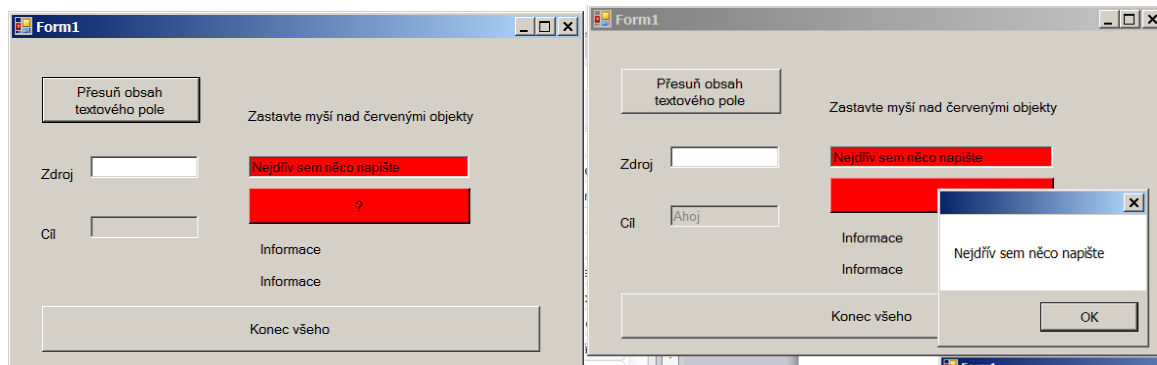 Form1
Přesuň obsah
textového pole
Zastavte myší nad červenými objekty
Zdroj
Nejdřív sem něco napište
?
Cíl
Informace
Informace
Konec všeho
Form1
Přesuň obsah
textového pole
Zastavte myší nad červenými objekty
Zdroj
Nejdřív sem něco napište
Cíl
Ahoj
Informace
Informace
Konec všeho
Nejdřív sem něco napište
OK
Form1